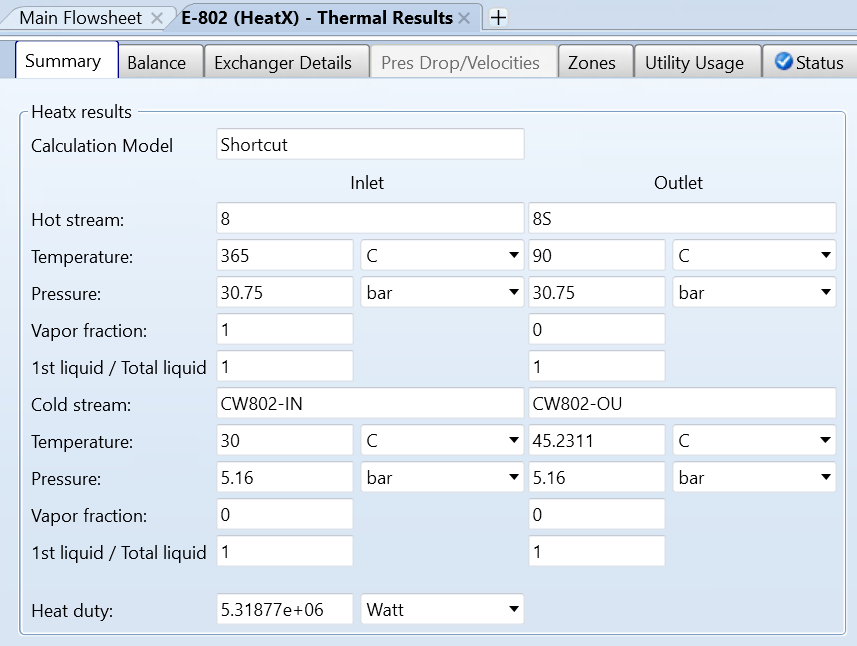 Main Flowsheet × E-802 (HeatX) - Thermal Results × +
Summary Balance Exchanger Details Pres Drop/Velocities Zones Utility Usage Status
Heatx results
Calculation Model Shortcut
Inlet Outlet
Hot stream: 8 8S
Temperature: 365 C 90 C
Pressure: 30.75 bar 30.75 bar
Vapor fraction: 1 0
1st liquid / Total liquid 1 1
Cold stream: CW802-IN CW802-OU
Temperature: 30 C 45.2311 C
Pressure: 5.16 bar 5.16 bar
Vapor fraction: 0 0
1st liquid / Total liquid 1 1
Heat duty: 5.31877e+06 Watt